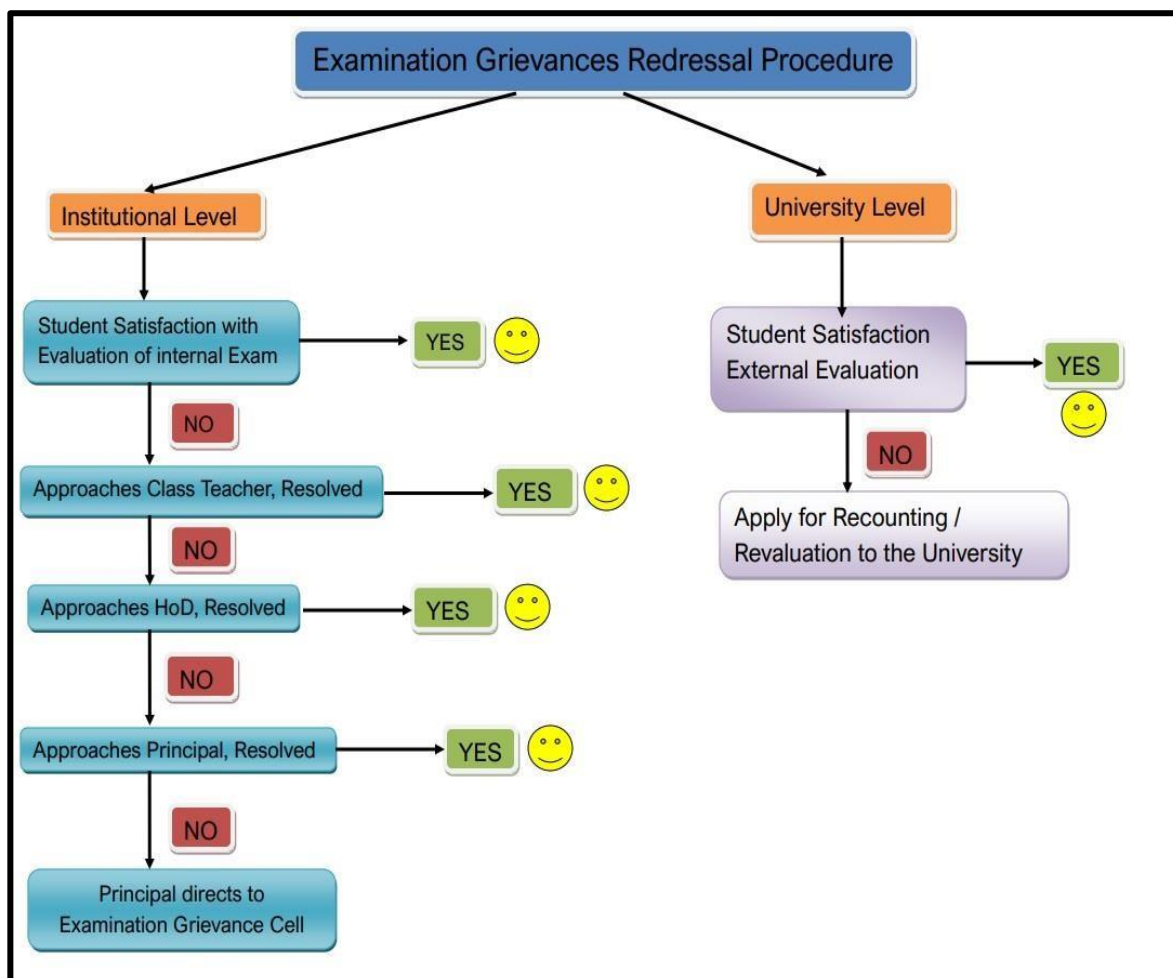 Examination Grievances Redressal Procedure
Institutional Level
Student Satisfaction with
Evaluation of internal Exam
YES
NO
Approaches Class Teacher, Resolved
YES
NO
Approaches HoD, Resolved
YES
NO
Approaches Principal, Resolved
YES
NO
Principal directs to
Examination Grievance Cell
University Level
Student Satisfaction
External Evaluation
YES
NO
Apply for Recounting /
Revaluation to the University